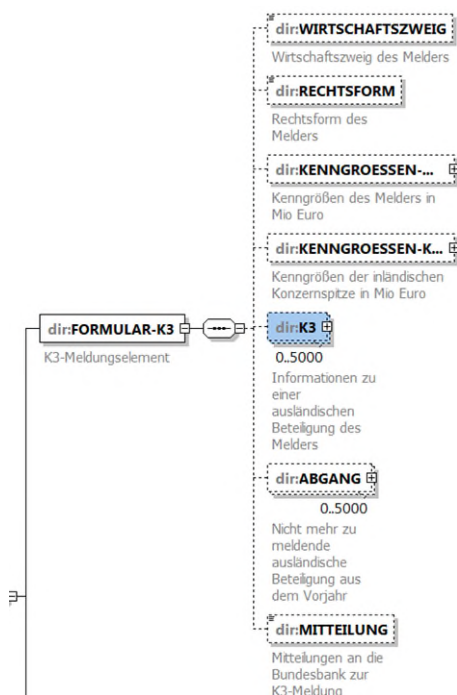 dir:WIRTSCHAFTSZWEIG
Wirtschaftszweig des Melders
dir:RECHTSFORM
Rechtsform des
Melders
dir:KENNGROESSEN-...
Kenngrößen des Melders in
Mio Euro
dir:KENNGROESSEN-K...
Kenngrößen der inländischen
Konzernspitze in Mio Euro
dir:FORMULAR-K3
K3-Meldungselement
dir:K3
0..5000
Informationen zu
einer
ausländischen
Beteiligung des
Melders
dir:ABGANG
0..5000
Nicht mehr zu
meldende
ausländische
Beteiligung aus
dem Vorjahr
dir:MITTEILUNG
Mitteilungen an die
Bundesbank zur
K3-Meldung